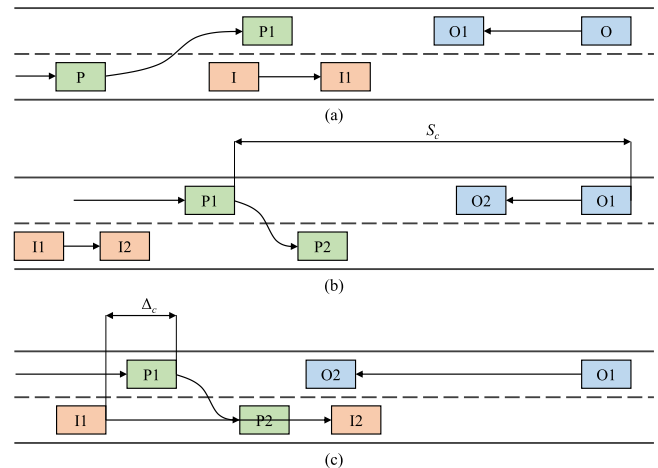 P1 O1 O
P I I1
(a)
S_c
P1 O2 O1
I1 I2 P2
(b)
Δ_c
P1 O2 O1
I1 P2 I2
(c)